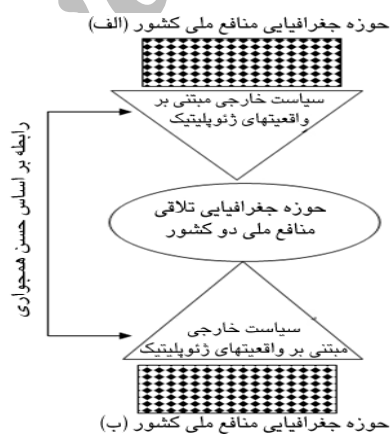 حوزه جغرافیایی منافع ملی کشور (الف)
سیاست خارجی مبتنی بر
واقعیتهای ژئوپلیتیک
رابطه بر اساس حسن همجواری
حوزه جغرافیایی تلاقی
منافع ملی دو کشور
سیاست خارجی
مبتنی بر واقعیتهای ژئوپلیتیک
حوزه جغرافیایی منافع ملی کشور (ب)